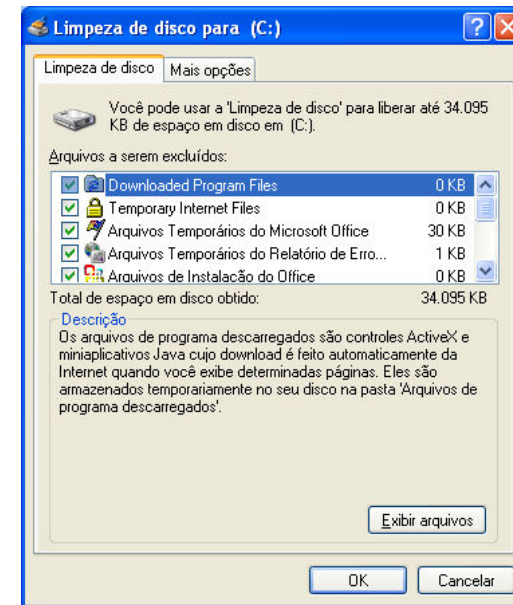 Limpeza de disco para (C:)
Limpeza de disco Mais opções
Você pode usar a 'Limpeza de disco' para liberar até 34.095
KB de espaço em disco em (C:).
Arquivos a serem excluídos:
Downloaded Program Files 0 KB
Temporary Internet Files 0 KB
Arquivos Temporários do Microsoft Office 30 KB
Arquivos Temporários do Relatório de Erro... 1 KB
Arquivos de Instalação do Office 0 KB
Total de espaço em disco obtido: 34.095 KB
Descrição
Os arquivos de programa descarregados são controles ActiveX e
miniaplicativos Java cujo download é feito automaticamente da
Internet quando você exibe determinadas páginas. Eles são
armazenados temporariamente no seu disco na pasta 'Arquivos de
programa descarregados'.
Exibir arquivos
OK Cancelar